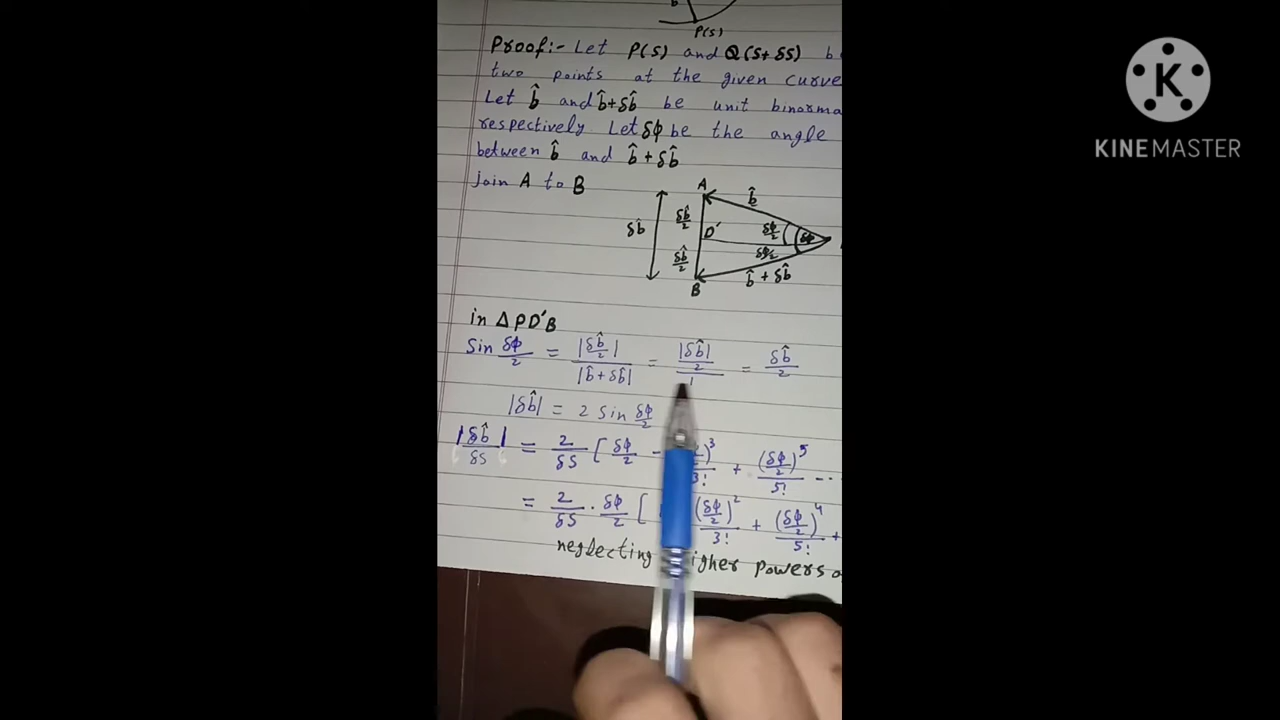 b
P(s)
Proof:- Let P(s) and Q(s+δs) b
two points at the given curve
Let b̂ and b̂+δb̂ be unit binorma
respectively Let δϕ be the angle
between b̂ and b̂ + δb̂
Join A to B
A
b̂
δb̂
δb̂/2
D'
δϕ/2
δϕ
δb̂/2
δϕ/2
b̂ + δb̂
B
in Δ PD'B
Sin δϕ/2 = |δb̂/2| / |b̂+δb̂| = |δb̂|/2 / 1 = δb̂/2
|δb̂| = 2 Sin δϕ/2
|δb̂/δs| = 2/δs [ δϕ/2 - )³/3! + (δϕ/2)⁵/5! ...
= 2/δs . δϕ/2 [ (δϕ/2)²/3! + (δϕ/2)⁴/5! +
neglecting igher Powers
K
KINEMASTER